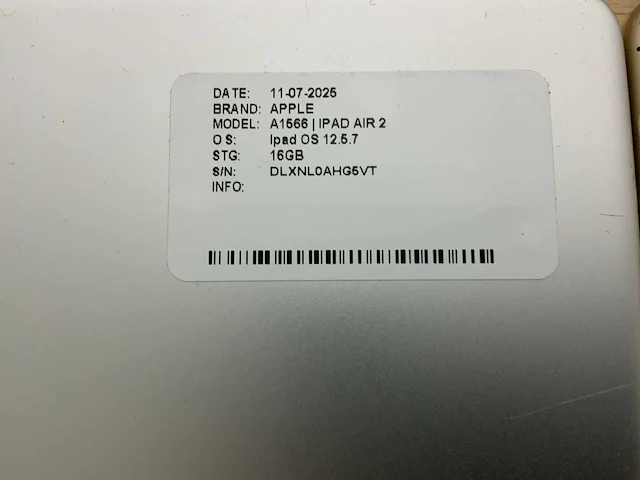 DATE: 11-07-2025
BRAND: APPLE
MODEL: A1566 | IPAD AIR 2
O S: Ipad OS 12.5.7
STG: 16GB
S/N: DLXNL0AHG5VT
INFO: